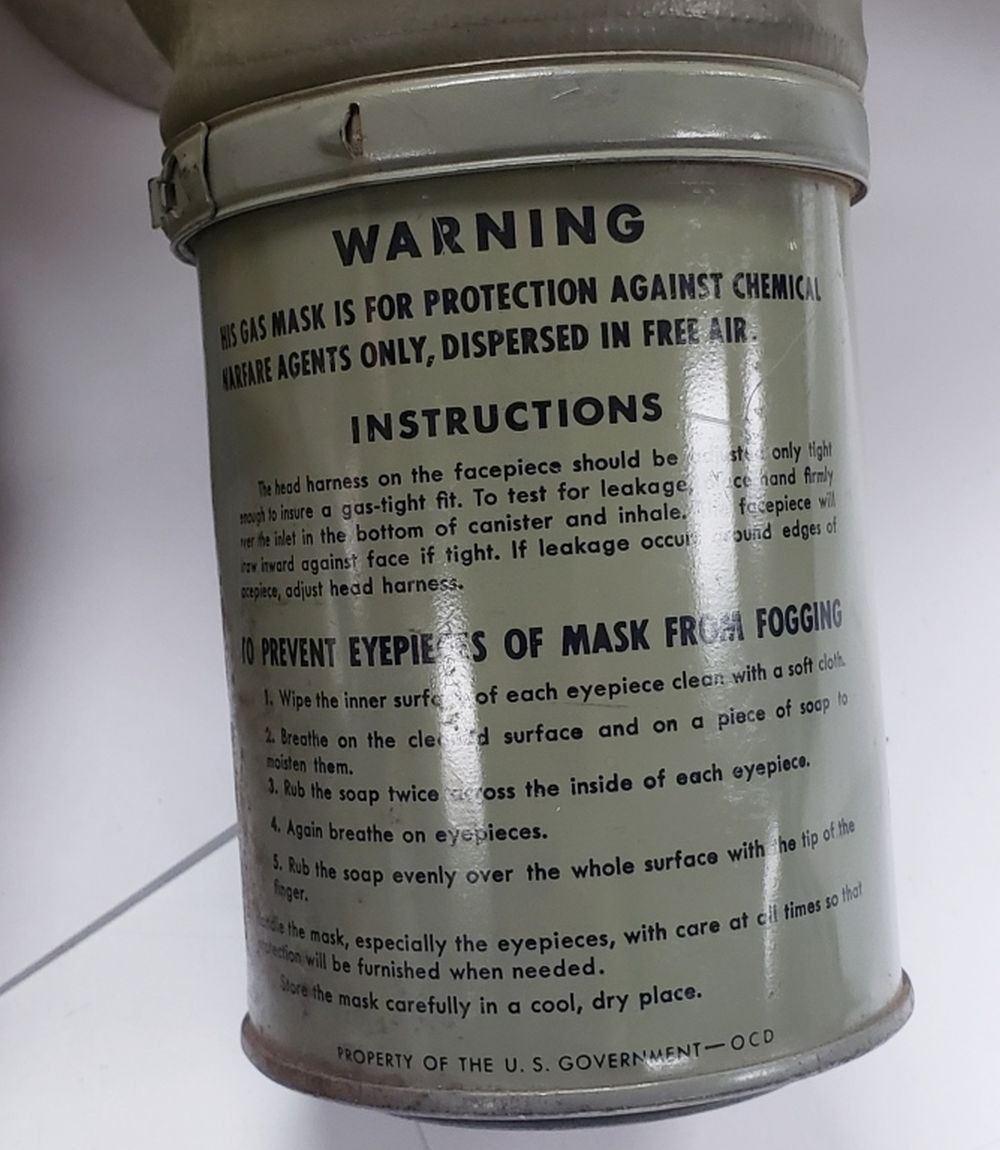 WARNING
HIS GAS MASK IS FOR PROTECTION AGAINST CHEMICAL
WARFARE AGENTS ONLY, DISPERSED IN FREE AIR.
INSTRUCTIONS
The head harness on the facepiece should be only tight
enough to insure a gas-tight fit. To test for leakage, hand firmly
over the inlet in the bottom of canister and inhale. facepiece will
draw inward against face if tight. If leakage occurs around edges of
acepiece, adjust head harness.
TO PREVENT EYEPIECES OF MASK FROM FOGGING
1. Wipe the inner surface of each eyepiece clean with a soft cloth.
2. Breathe on the cleaned surface and on a piece of soap to
moisten them.
3. Rub the soap twice across the inside of each eyepiece.
4. Again breathe on eyepieces.
5. Rub the soap evenly over the whole surface with the tip of the
finger.
Handle the mask, especially the eyepieces, with care at all times so that
protection will be furnished when needed.
Store the mask carefully in a cool, dry place.
PROPERTY OF THE U. S. GOVERNMENT—OCD